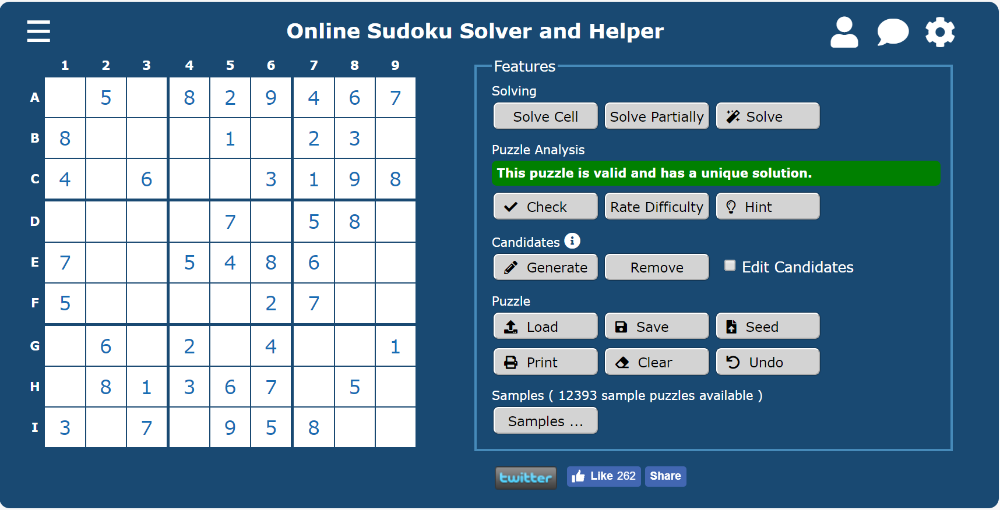 Online Sudoku Solver and Helper
1 2 3 4 5 6 7 8 9
A 5 8 2 9 4 6 7
B 8 1 2 3
C 4 6 3 1 9 8
D 7 5 8
E 7 5 4 8 6
F 5 2 7
G 6 2 4 1
H 8 1 3 6 7 5
I 3 7 9 5 8
Features
Solving
Solve Cell Solve Partially Solve
Puzzle Analysis
This puzzle is valid and has a unique solution.
Check Rate Difficulty Hint
Candidates i
Generate Remove Edit Candidates
Puzzle
Load Save Seed
Print Clear Undo
Samples ( 12393 sample puzzles available )
Samples ...
twitter Like 262 Share